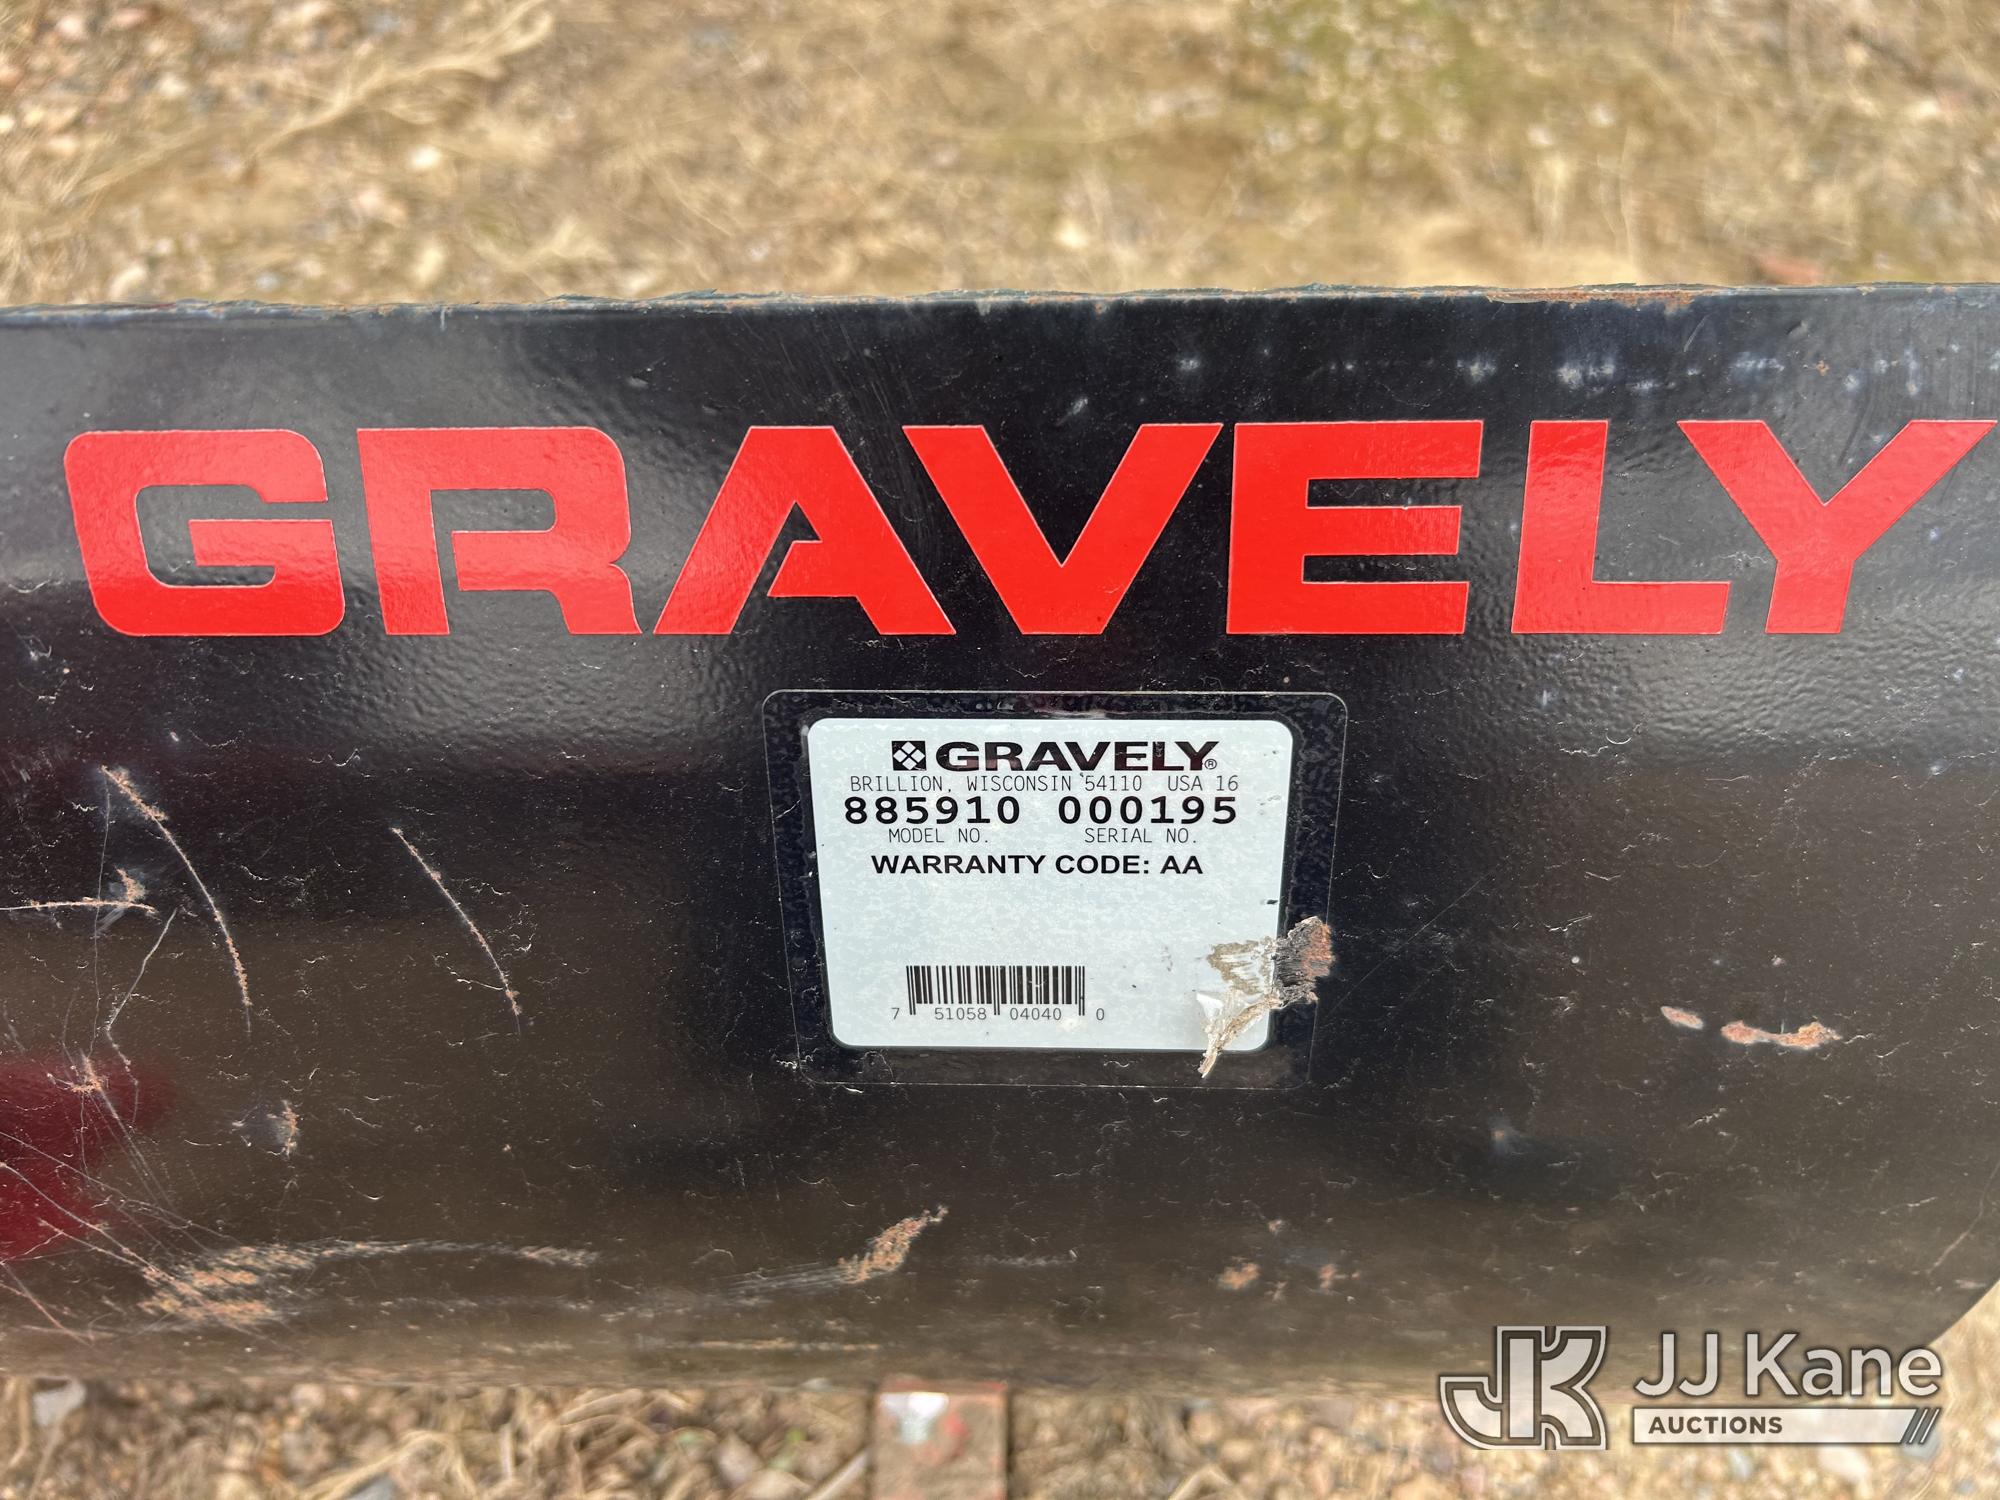 GRAVELY
GRAVELY®
BRILLION, WISCONSIN 54110 USA 16
885910 000195
MODEL NO. SERIAL NO.
WARRANTY CODE: AA
7 51058 04040 0
JK JJ Kane
AUCTIONS